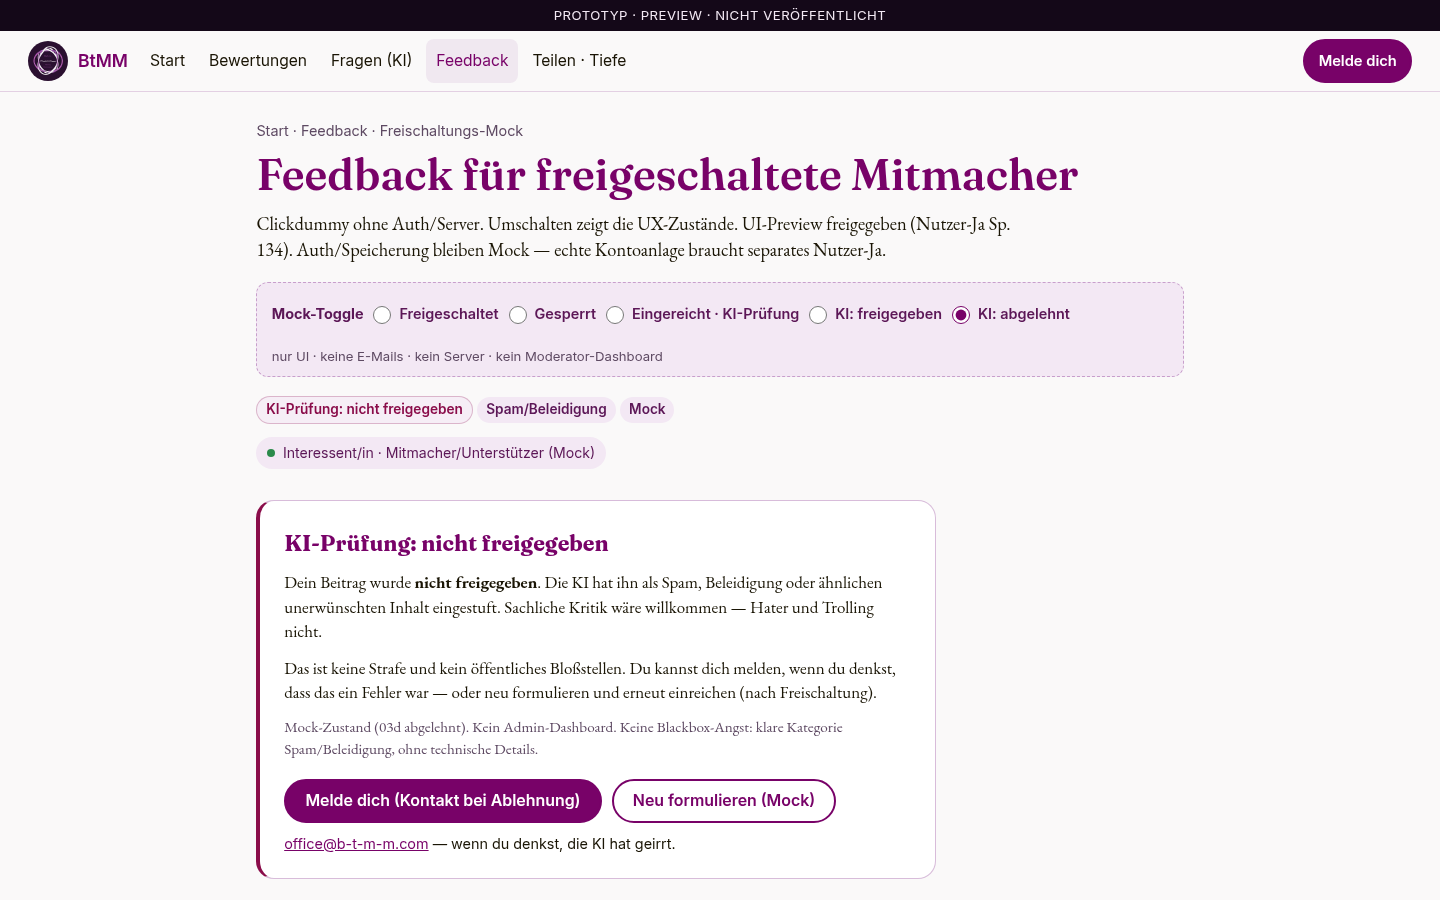 PROTOTYP · PREVIEW · NICHT VERÖFFENTLICHT
BtMM Start Bewertungen Fragen (KI) Feedback Teilen · Tiefe Melde dich
Start · Feedback · Freischaltungs-Mock
Feedback für freigeschaltete Mitmacher
Clickdummy ohne Auth/Server. Umschalten zeigt die UX-Zustände. UI-Preview freigegeben (Nutzer-Ja Sp.
134). Auth/Speicherung bleiben Mock — echte Kontoanlage braucht separates Nutzer-Ja.
Mock-Toggle Freigeschaltet Gesperrt Eingereicht · KI-Prüfung KI: freigegeben KI: abgelehnt
nur UI · keine E-Mails · kein Server · kein Moderator-Dashboard
KI-Prüfung: nicht freigegeben Spam/Beleidigung Mock
Interessent/in · Mitmacher/Unterstützer (Mock)
KI-Prüfung: nicht freigegeben
Dein Beitrag wurde nicht freigegeben. Die KI hat ihn als Spam, Beleidigung oder ähnlichen
unerwünschten Inhalt eingestuft. Sachliche Kritik wäre willkommen — Hater und Trolling
nicht.
Das ist keine Strafe und kein öffentliches Bloßstellen. Du kannst dich melden, wenn du denkst,
dass das ein Fehler war — oder neu formulieren und erneut einreichen (nach Freischaltung).
Mock-Zustand (03d abgelehnt). Kein Admin-Dashboard. Keine Blackbox-Angst: klare Kategorie
Spam/Beleidigung, ohne technische Details.
Melde dich (Kontakt bei Ablehnung) Neu formulieren (Mock)
office@b-t-m-m.com — wenn du denkst, die KI hat geirrt.